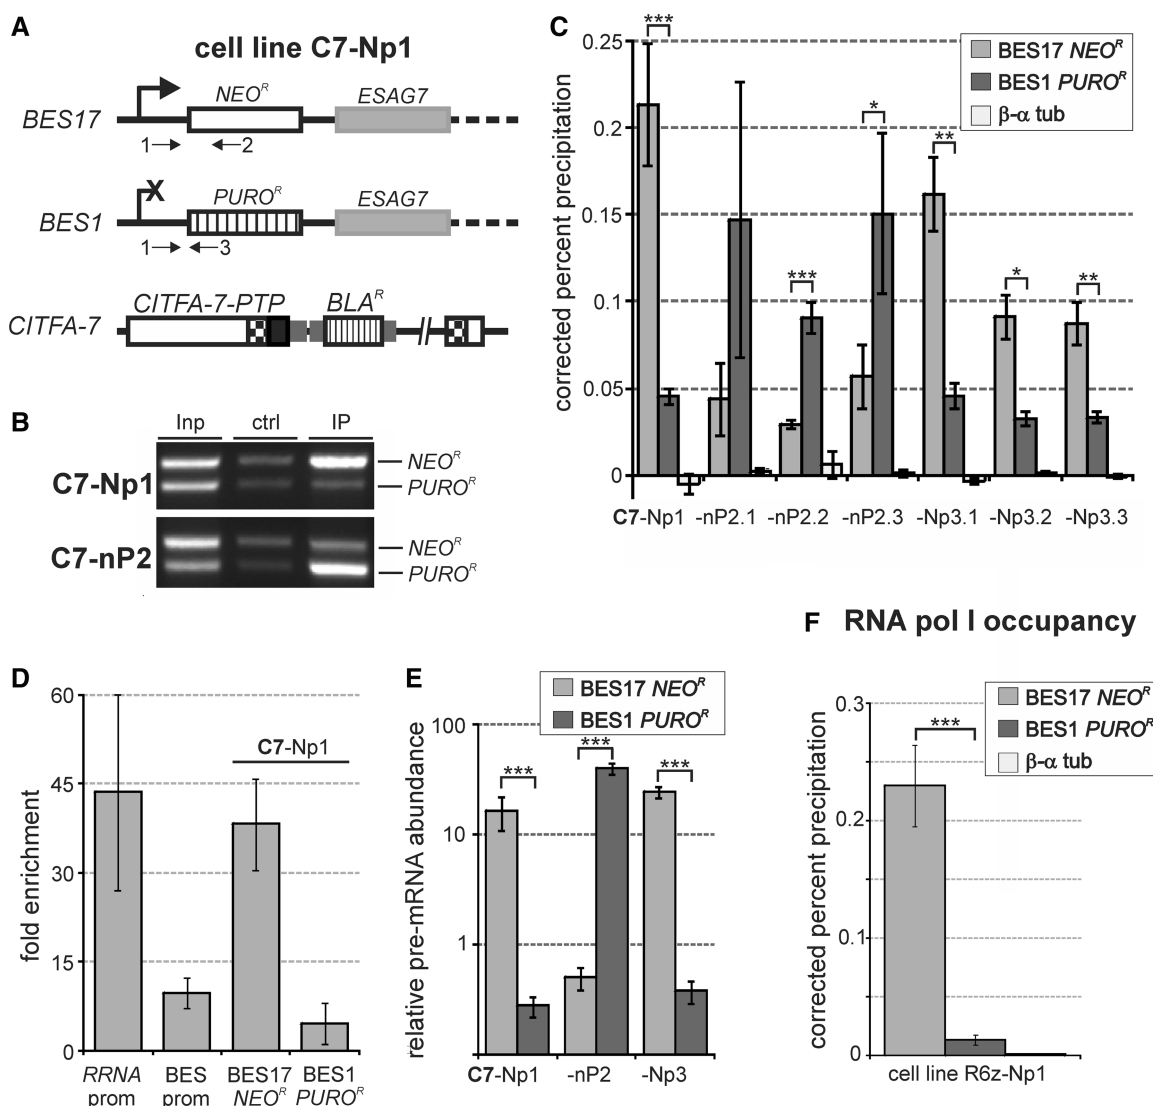 A
cell line C7-Np1
BES17
NEO^R
ESAG7
1
2
BES1
X
PURO^R
ESAG7
1
3
CITFA-7
CITFA-7-PTP
BLA^R
//
B
Inp ctrl IP
C7-Np1
NEO^R
PURO^R
C7-nP2
NEO^R
PURO^R
C
corrected percent precipitation
0.25
0.2
0.15
0.1
0.05
0
BES17 NEO^R
BES1 PURO^R
β-α tub
***
***
*
**
*
**
C7-Np1 -nP2.1 -nP2.2 -nP2.3 -Np3.1 -Np3.2 -Np3.3
D
fold enrichment
60
45
30
15
0
C7-Np1
RRNA prom
BES prom
BES17 NEO^R
BES1 PURO^R
E
relative pre-mRNA abundance
100
10
1
BES17 NEO^R
BES1 PURO^R
***
***
***
C7-Np1 -nP2 -Np3
F RNA pol I occupancy
corrected percent precipitation
0.3
0.2
0.1
0
BES17 NEO^R
BES1 PURO^R
β-α tub
***
cell line R6z-Np1